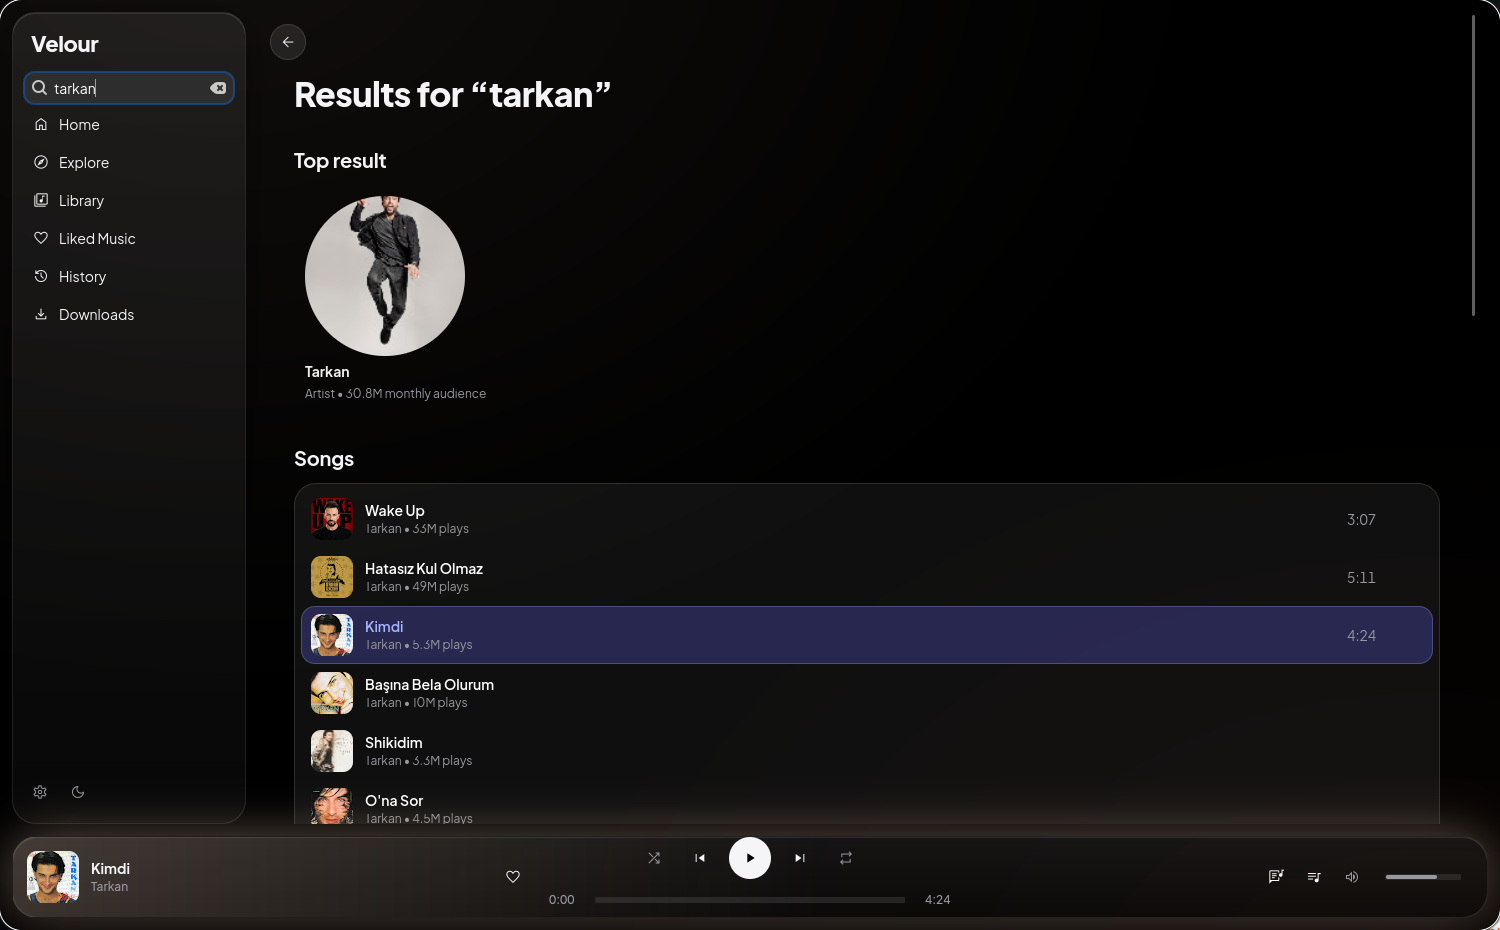 Velour
tarkan
Home
Explore
Library
Liked Music
History
Downloads
Results for “tarkan”
Top result
Tarkan
Artist • 30.8M monthly audience
Songs
Wake Up
Tarkan • 33M plays
3:07
Hatasız Kul Olmaz
Tarkan • 49M plays
5:11
Kimdi
Tarkan • 5.3M plays
4:24
Başına Bela Olurum
Tarkan • 10M plays
Shikidim
Tarkan • 3.3M plays
O'na Sor
Tarkan • 4.5M plays
Kimdi
Tarkan
0:00
4:24